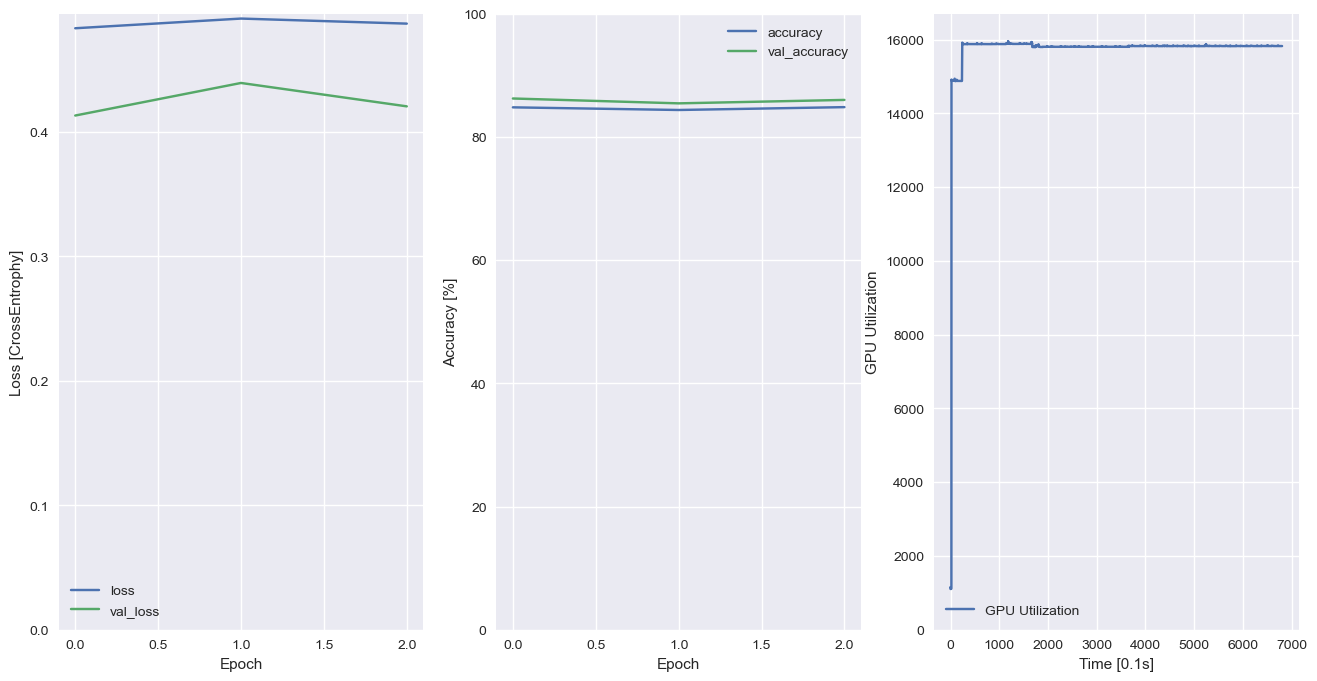 Loss [CrossEntrophy]
0.4
0.3
0.2
0.1
0.0
loss
val_loss
0.0 0.5 1.0 1.5 2.0
Epoch
Accuracy [%]
100
80
60
40
20
0
accuracy
val_accuracy
0.0 0.5 1.0 1.5 2.0
Epoch
GPU Utilization
16000
14000
12000
10000
8000
6000
4000
2000
0
GPU Utilization
0 1000 2000 3000 4000 5000 6000 7000
Time [0.1s]